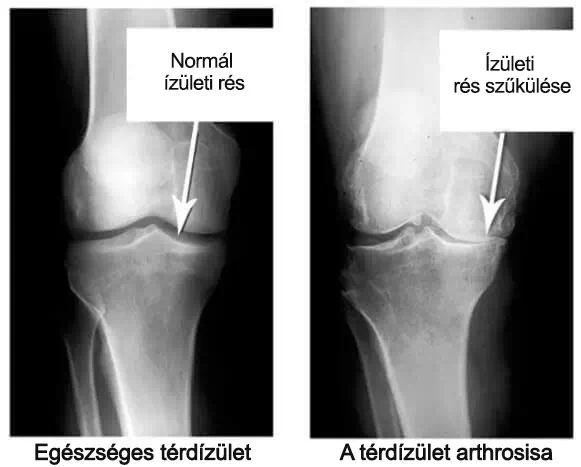 Normál
ízületi rés
Ízületi
rés szűkülése
Egészséges térdízület
A térdízület arthrosisa